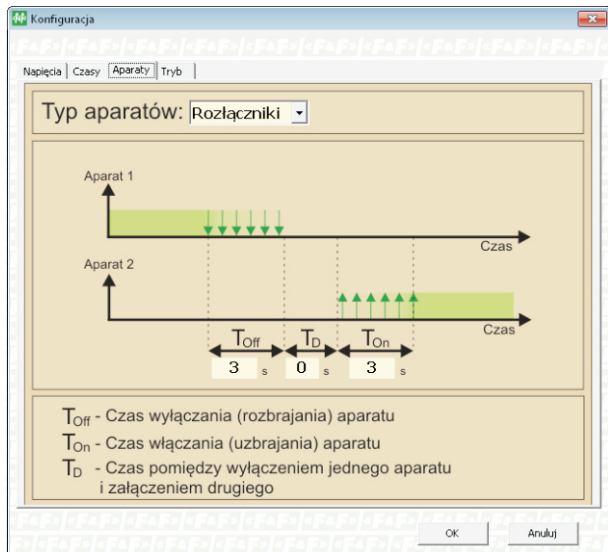 Konfiguracja
Napięcia Czasy Aparaty Tryb
Typ aparatów: Rozłączniki
Aparat 1
Czas
Aparat 2
Czas
TOff TD TOn
3 s 0 s 3 s
TOff - Czas wyłączania (rozbrajania) aparatu
TOn - Czas włączania (uzbrajania) aparatu
TD - Czas pomiędzy wyłączeniem jednego aparatu
i załączeniem drugiego
OK Anuluj